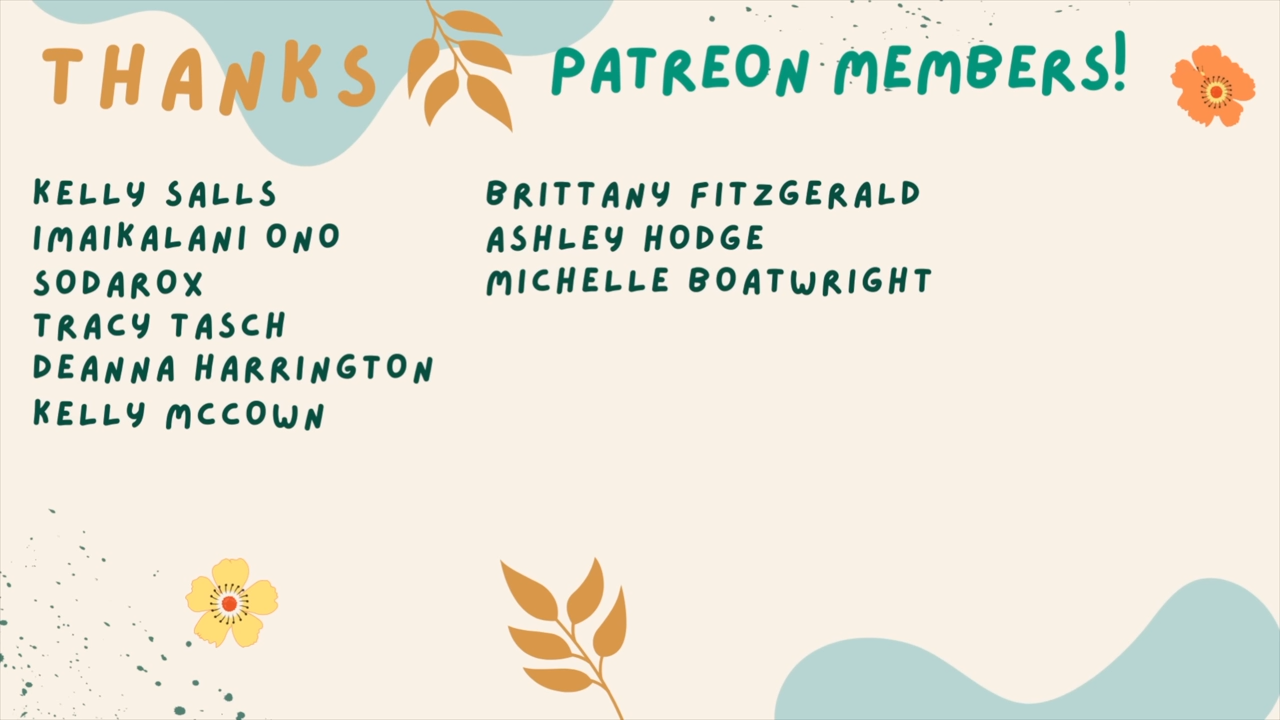 THANKS PATREON MEMBERS!
KELLY SALLS
IMAIKALANI ONO
SODAROX
TRACY TASCH
DEANNA HARRINGTON
KELLY MCCOWN
BRITTANY FITZGERALD
ASHLEY HODGE
MICHELLE BOATWRIGHT